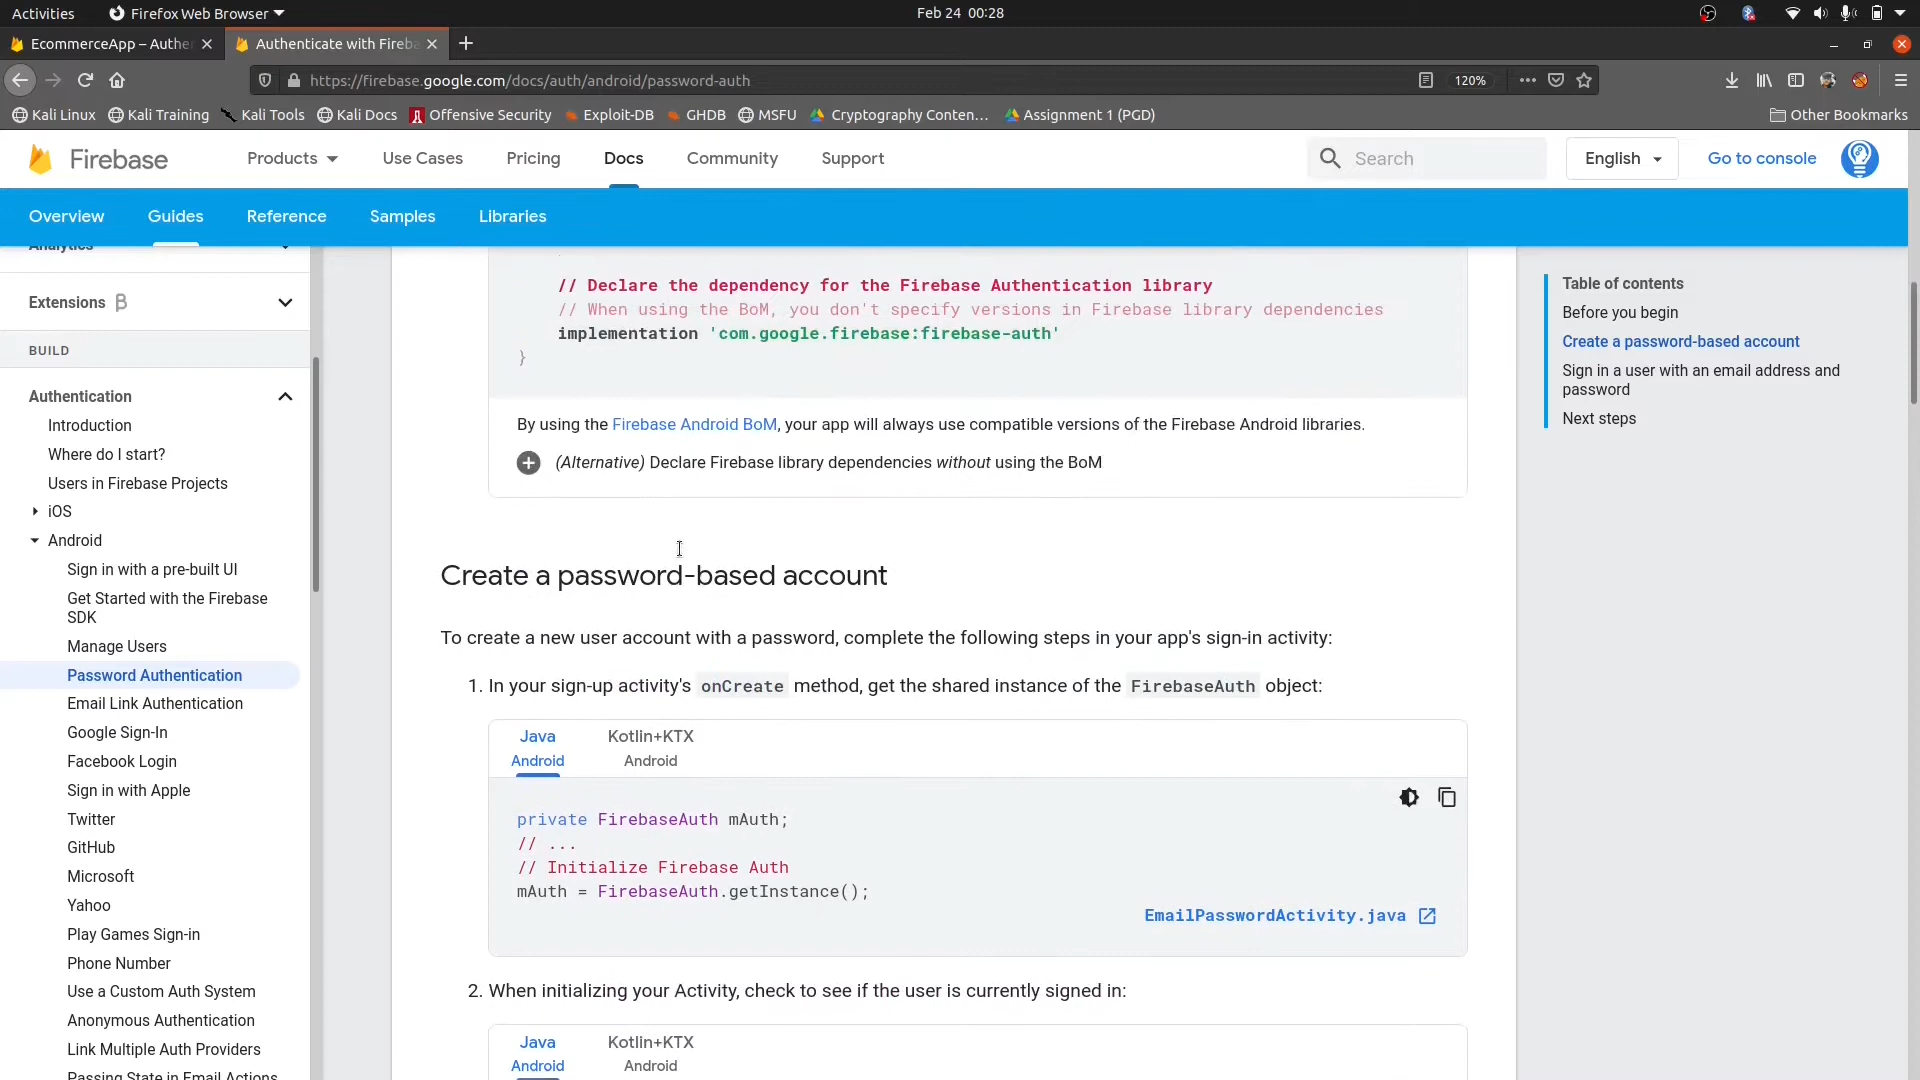 Activities
Firefox Web Browser
Feb 24 00:28
EcommerceApp – Authe
Authenticate with Fireba
https://firebase.google.com/docs/auth/android/password-auth
120%
Kali Linux
Kali Training
Kali Tools
Kali Docs
Offensive Security
Exploit-DB
GHDB
MSFU
Cryptography Conten…
Assignment 1 (PGD)
Other Bookmarks
Firebase
Products
Use Cases
Pricing
Docs
Community
Support
Search
English
Go to console
Overview
Guides
Reference
Samples
Libraries
Analytics
Extensions β
BUILD
Authentication
Introduction
Where do I start?
Users in Firebase Projects
iOS
Android
Sign in with a pre-built UI
Get Started with the Firebase
SDK
Manage Users
Password Authentication
Email Link Authentication
Google Sign-In
Facebook Login
Sign in with Apple
Twitter
GitHub
Microsoft
Yahoo
Play Games Sign-in
Phone Number
Use a Custom Auth System
Anonymous Authentication
Link Multiple Auth Providers
Passing State in Email Actions
// Declare the dependency for the Firebase Authentication library
// When using the BoM, you don't specify versions in Firebase library dependencies
implementation 'com.google.firebase:firebase-auth'
}
By using the Firebase Android BoM, your app will always use compatible versions of the Firebase Android libraries.
(Alternative) Declare Firebase library dependencies without using the BoM
Create a password-based account
To create a new user account with a password, complete the following steps in your app's sign-in activity:
1. In your sign-up activity's onCreate method, get the shared instance of the FirebaseAuth object:
Java
Android
Kotlin+KTX
Android
private FirebaseAuth mAuth;
// ...
// Initialize Firebase Auth
mAuth = FirebaseAuth.getInstance();
EmailPasswordActivity.java
2. When initializing your Activity, check to see if the user is currently signed in:
Java
Android
Kotlin+KTX
Android
Table of contents
Before you begin
Create a password-based account
Sign in a user with an email address and
password
Next steps